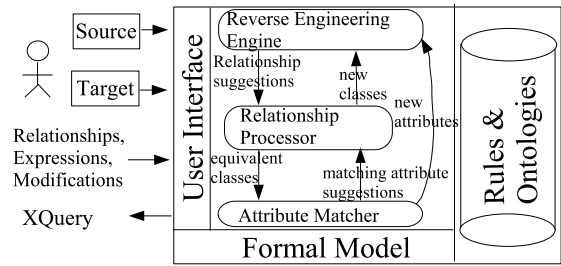 Source
Target
Relationships,
Expressions,
Modifications
XQuery
User Interface
Reverse Engineering
Engine
Relationship
suggestions
new
classes
new
attributes
Relationship
Processor
equivalent
classes
matching attribute
suggestions
Attribute Matcher
Formal Model
Rules &
Ontologies